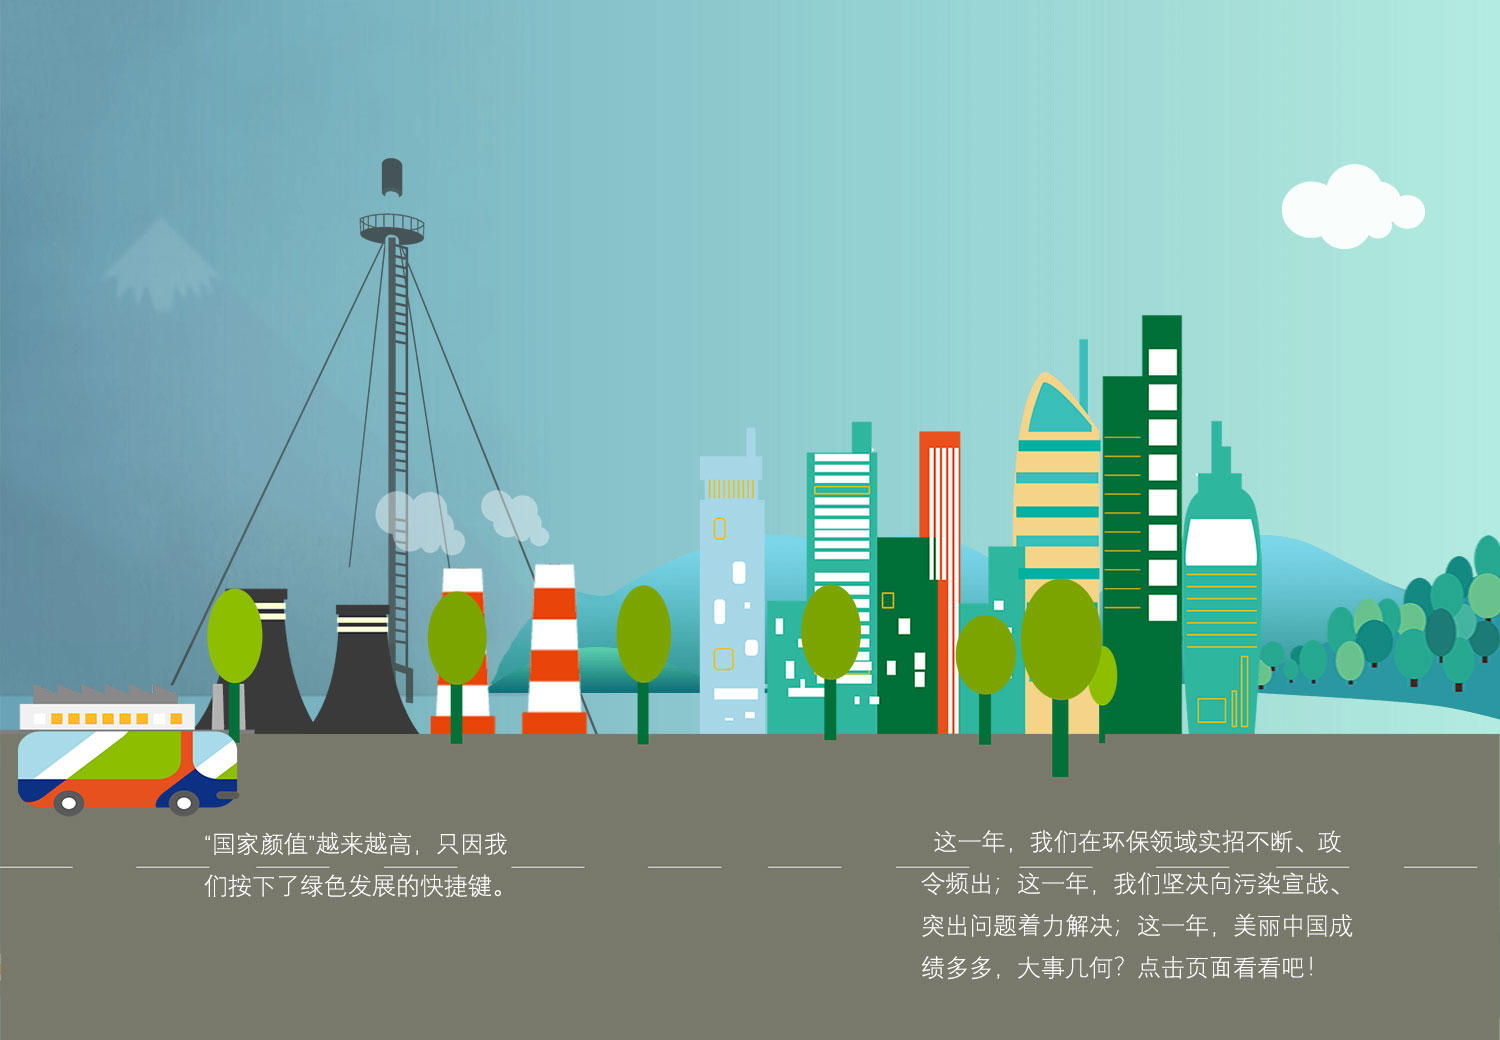 “国家颜值”越来越高，只因我
们按下了绿色发展的快捷键。
这一年，我们在环保领域实招不断、政
令频出；这一年，我们坚决向污染宣战、
突出问题着力解决；这一年，美丽中国成
绩多多，大事几何？点击页面看看吧！